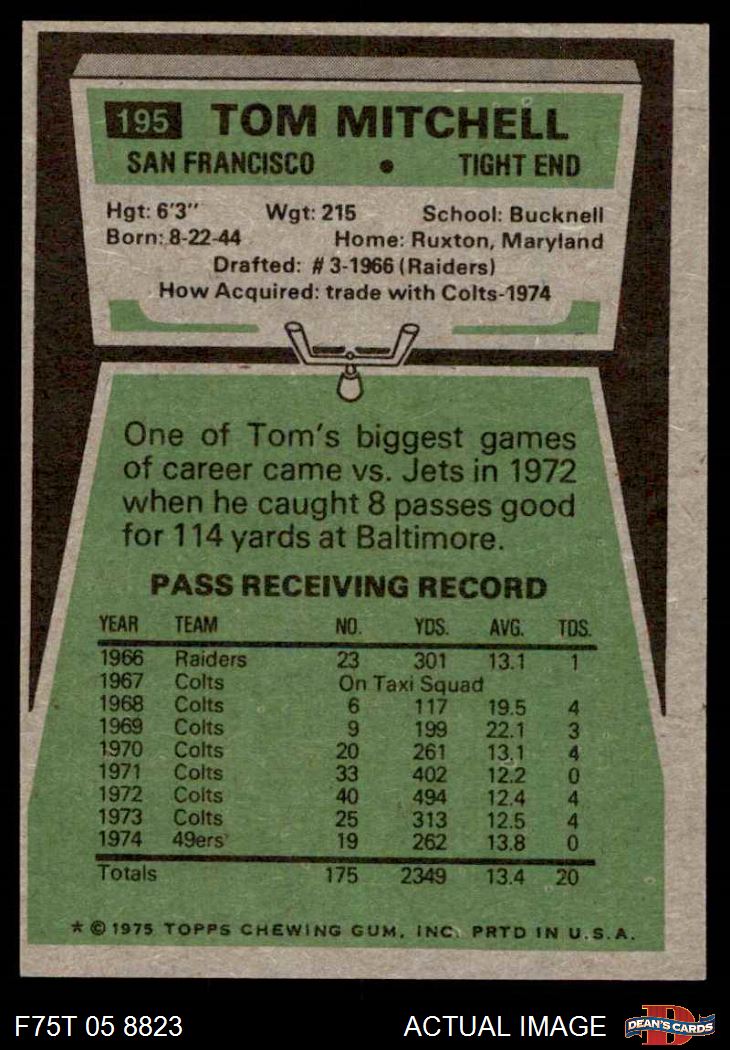 195 TOM MITCHELL
SAN FRANCISCO • TIGHT END
Hgt: 6'3" Wgt: 215 School: Bucknell
Born: 8-22-44 Home: Ruxton, Maryland
Drafted: #3-1966 (Raiders)
How Acquired: trade with Colts-1974
One of Tom's biggest games
of career came vs. Jets in 1972
when he caught 8 passes good
for 114 yards at Baltimore.
PASS RECEIVING RECORD
YEAR TEAM NO. YDS. AVG. TDS.
1966 Raiders 23 301 13.1 1
1967 Colts On Taxi Squad
1968 Colts 6 117 19.5 4
1969 Colts 9 199 22.1 3
1970 Colts 20 261 13.1 4
1971 Colts 33 402 12.2 0
1972 Colts 40 494 12.4 4
1973 Colts 25 313 12.5 4
1974 49ers 19 262 13.8 0
Totals 175 2349 13.4 20
* © 1975 TOPPS CHEWING GUM, INC. PRTD IN U.S.A.
F75T 05 8823 ACTUAL IMAGE D DEAN'S CARDS